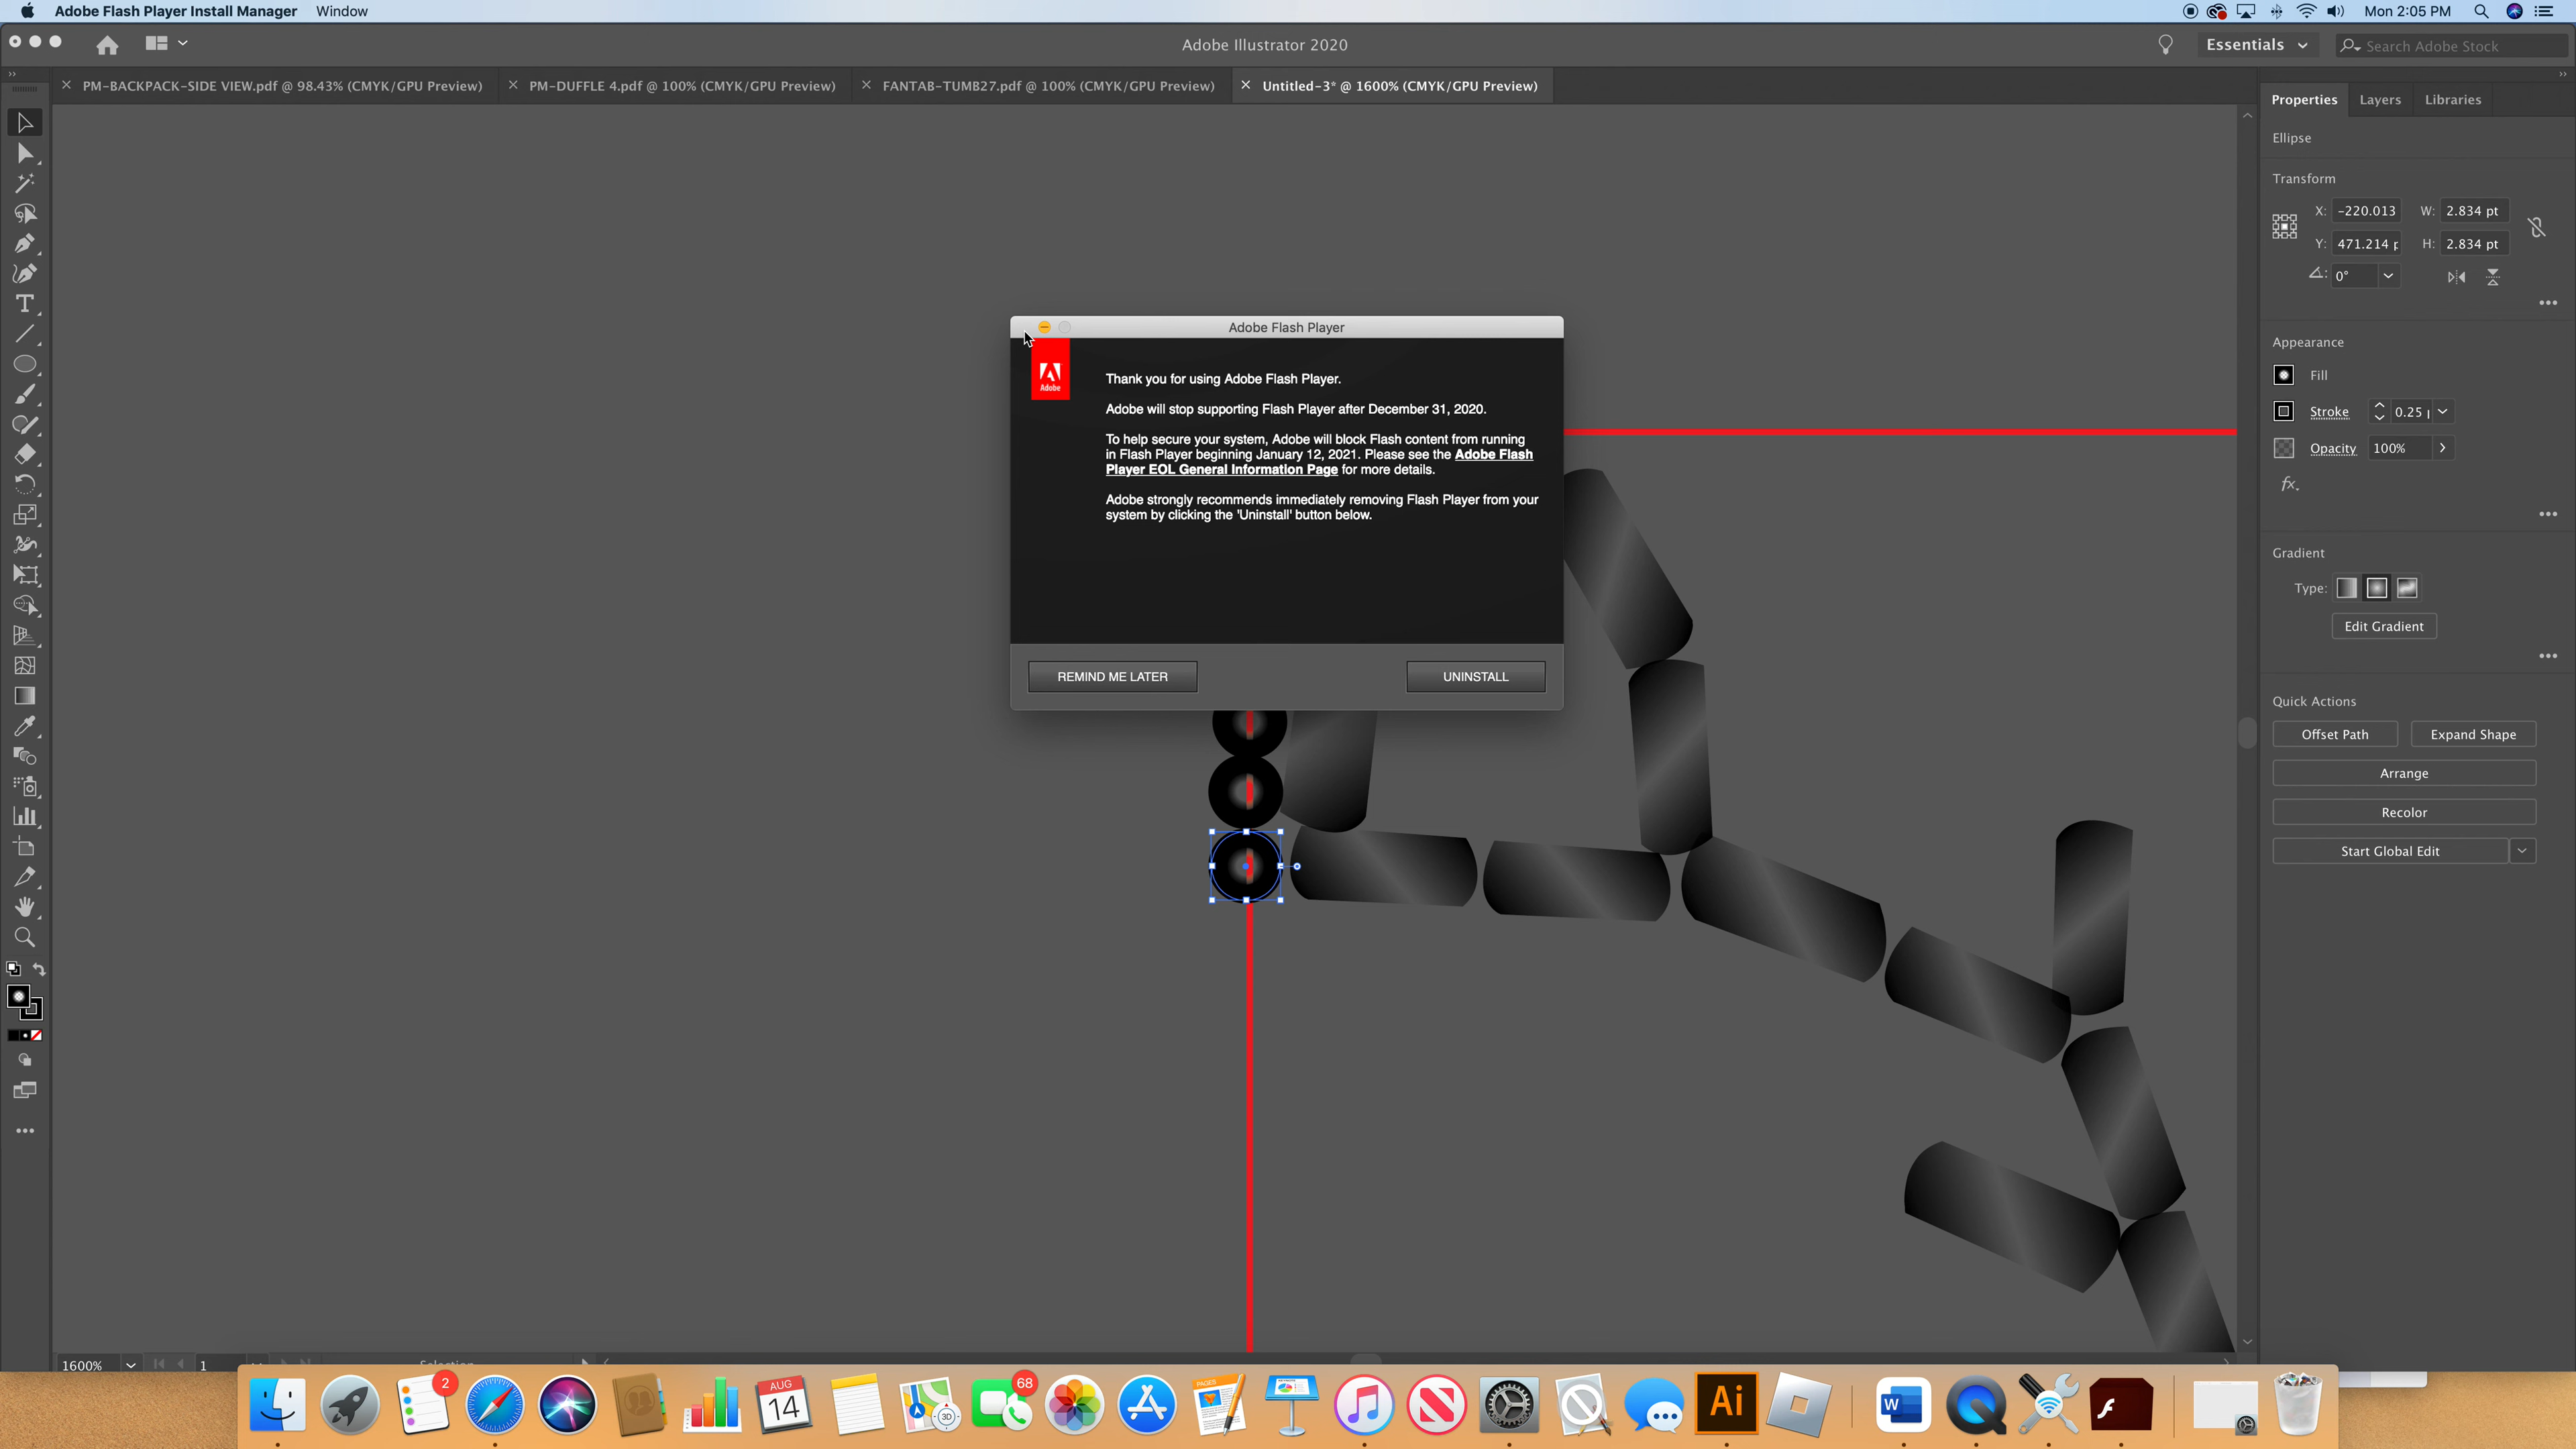 Adobe Flash Player Install Manager Window Mon 2:05 PM
Adobe Illustrator 2020 Essentials Search Adobe Stock
PM-BACKPACK-SIDE VIEW.pdf @ 98.43% (CMYK/GPU Preview) PM-DUFFLE 4.pdf @ 100% (CMYK/GPU Preview) FANTAB-TUMB27.pdf @ 100% (CMYK/GPU Preview) Untitled-3* @ 1600% (CMYK/GPU Preview)
Properties Layers Libraries
Ellipse
Transform
X: -220.013 W: 2.834 pt
Y: 471.214 p H: 2.834 pt
0°
Appearance
Fill
Stroke 0.25
Opacity 100%
fx.
Gradient
Type:
Edit Gradient
Quick Actions
Offset Path Expand Shape
Arrange
Recolor
Start Global Edit
Adobe Flash Player
Adobe
Thank you for using Adobe Flash Player.
Adobe will stop supporting Flash Player after December 31, 2020.
To help secure your system, Adobe will block Flash content from running
in Flash Player beginning January 12, 2021. Please see the Adobe Flash
Player EOL General Information Page for more details.
Adobe strongly recommends immediately removing Flash Player from your
system by clicking the 'Uninstall' button below.
REMIND ME LATER UNINSTALL
1600% 1 Selection
2 AUG 14 3D 68 PAGES Ai W